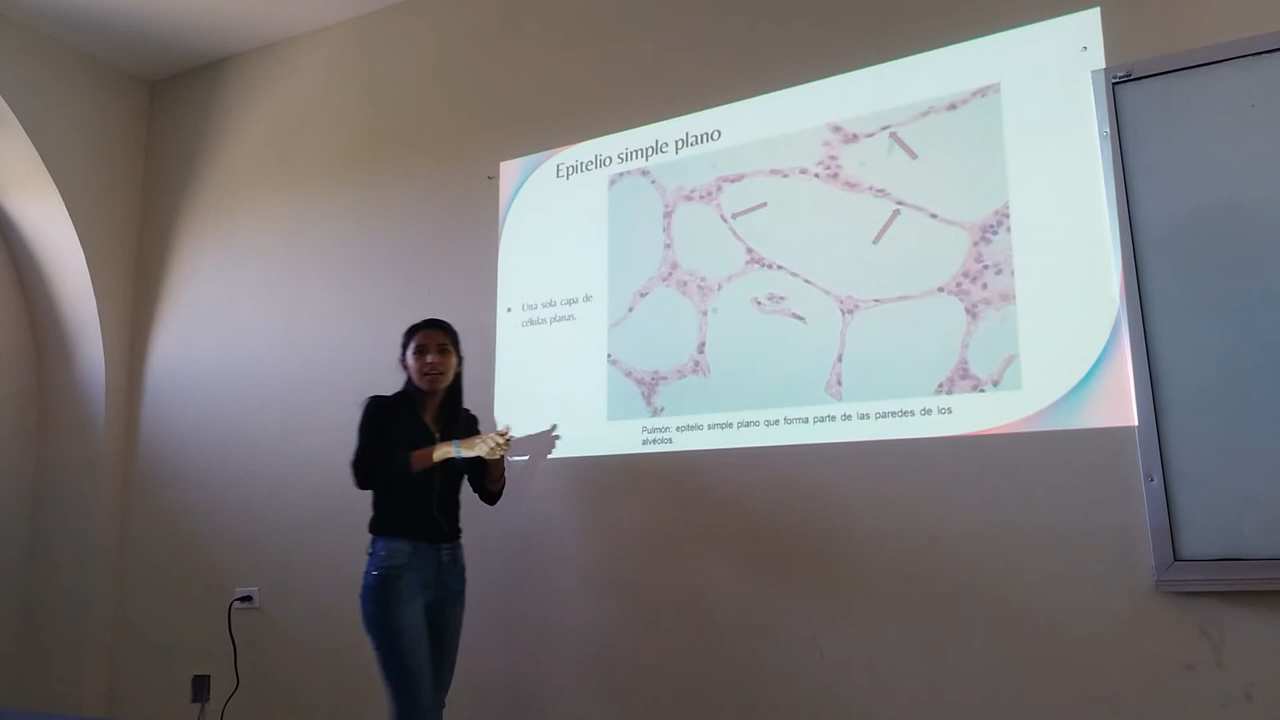 Epitelio simple plano
Una sola capa de
células planas.
Pulmón: epitelio simple plano que forma parte de las paredes de los
alvéolos.